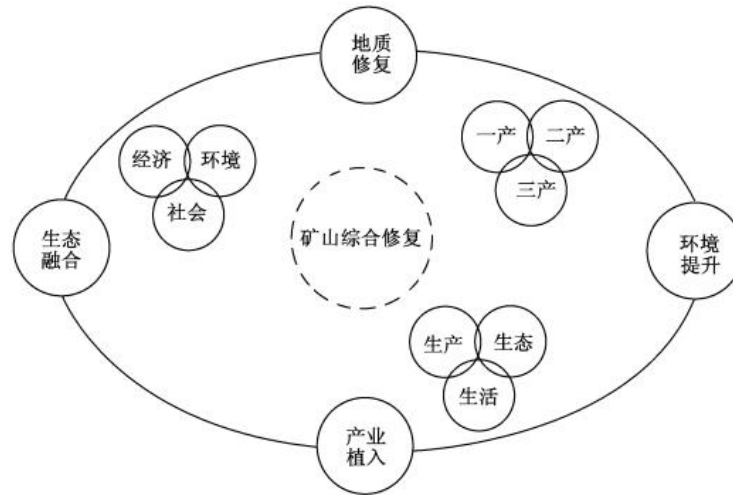 地质
修复
一产
二产
三产
经济
环境
社会
生态
融合
矿山综合修复
环境
提升
生产
生态
生活
产业
植入